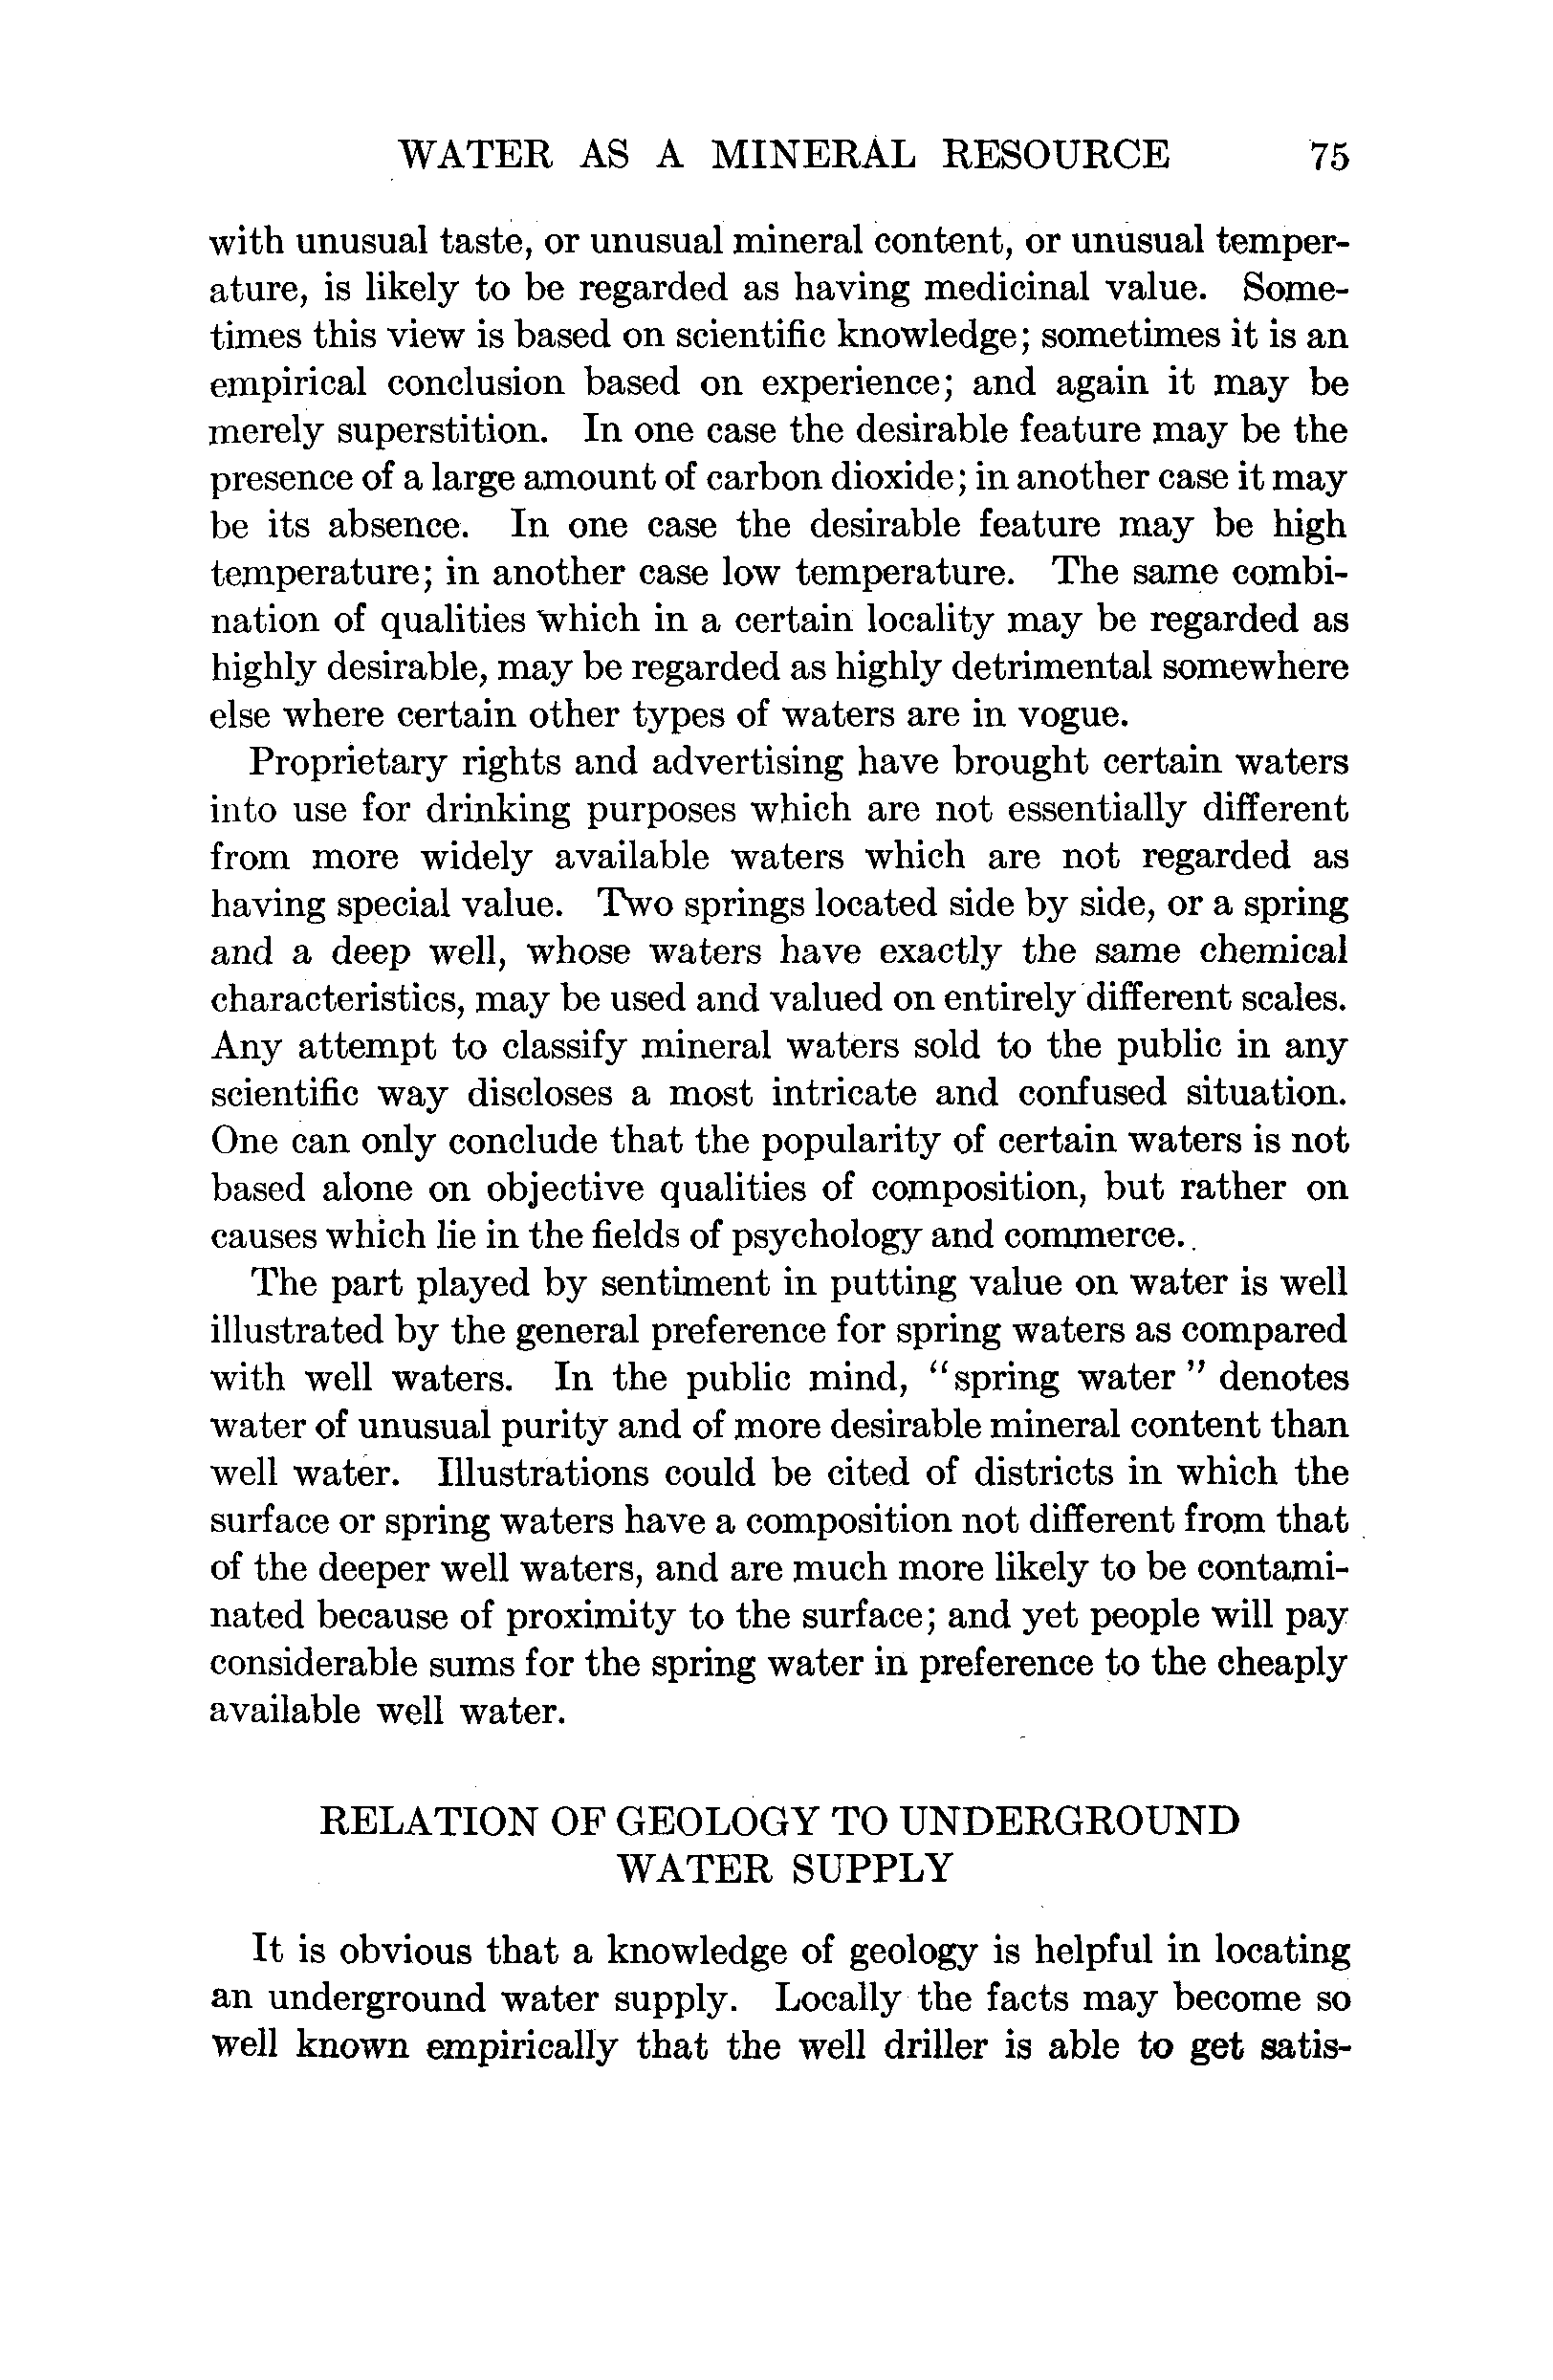 WATER AS A MINERAL RESOURCE 75
with unusual taste, or unusual mineral content, or unusual temper-
ature, is likely to be regarded as having medicinal value. Some-
times this view is based on scientific knowledge; sometimes it is an
empirical conclusion based on experience; and again it may be
merely superstition. In one case the desirable feature may be the
presence of a large amount of carbon dioxide; in another case it may
be its absence. In one case the desirable feature may be high
temperature; in another case low temperature. The same combi-
nation of qualities which in a certain locality may be regarded as
highly desirable, may be regarded as highly detrimental somewhere
else where certain other types of waters are in vogue.
Proprietary rights and advertising have brought certain waters
into use for drinking purposes which are not essentially different
from more widely available waters which are not regarded as
having special value. Two springs located side by side, or a spring
and a deep well, whose waters have exactly the same chemical
characteristics, may be used and valued on entirely different scales.
Any attempt to classify mineral waters sold to the public in any
scientific way discloses a most intricate and confused situation.
One can only conclude that the popularity of certain waters is not
based alone on objective qualities of composition, but rather on
causes which lie in the fields of psychology and commerce.
The part played by sentiment in putting value on water is well
illustrated by the general preference for spring waters as compared
with well waters. In the public mind, "spring water" denotes
water of unusual purity and of more desirable mineral content than
well water. Illustrations could be cited of districts in which the
surface or spring waters have a composition not different from that
of the deeper well waters, and are much more likely to be contami-
nated because of proximity to the surface; and yet people will pay
considerable sums for the spring water in preference to the cheaply
available well water.
RELATION OF GEOLOGY TO UNDERGROUND
WATER SUPPLY
It is obvious that a knowledge of geology is helpful in locating
an underground water supply. Locally the facts may become so
well known empirically that the well driller is able to get satis-